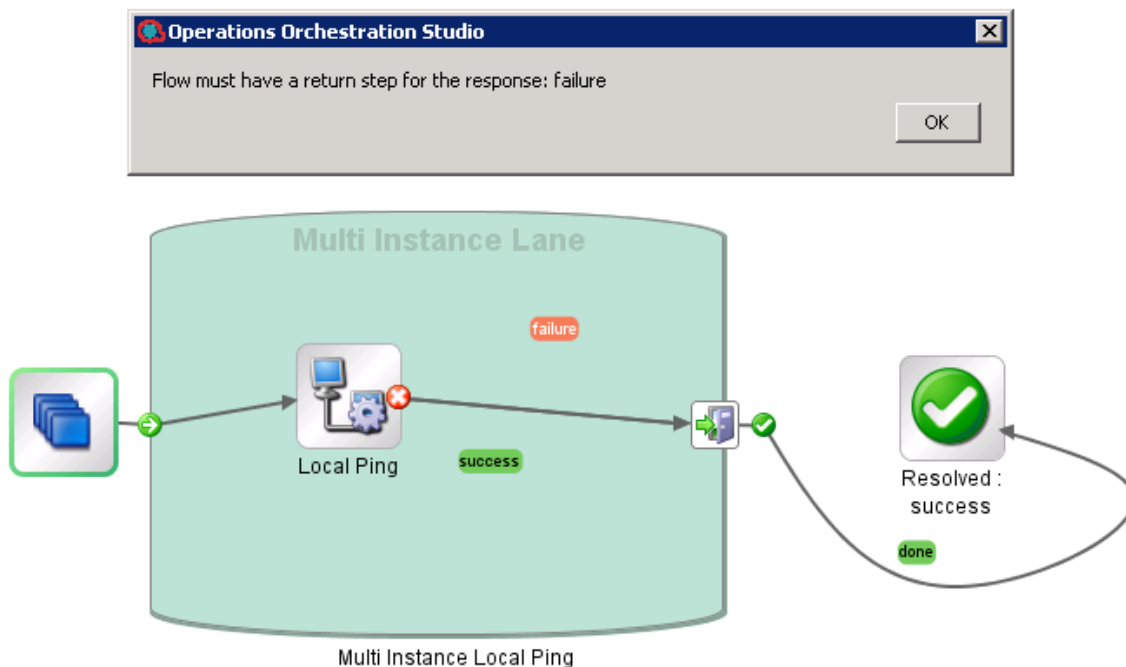 Operations Orchestration Studio
Flow must have a return step for the response: failure
OK
Multi Instance Lane
failure
Local Ping
success
Resolved :
success
done
Multi Instance Local Ping